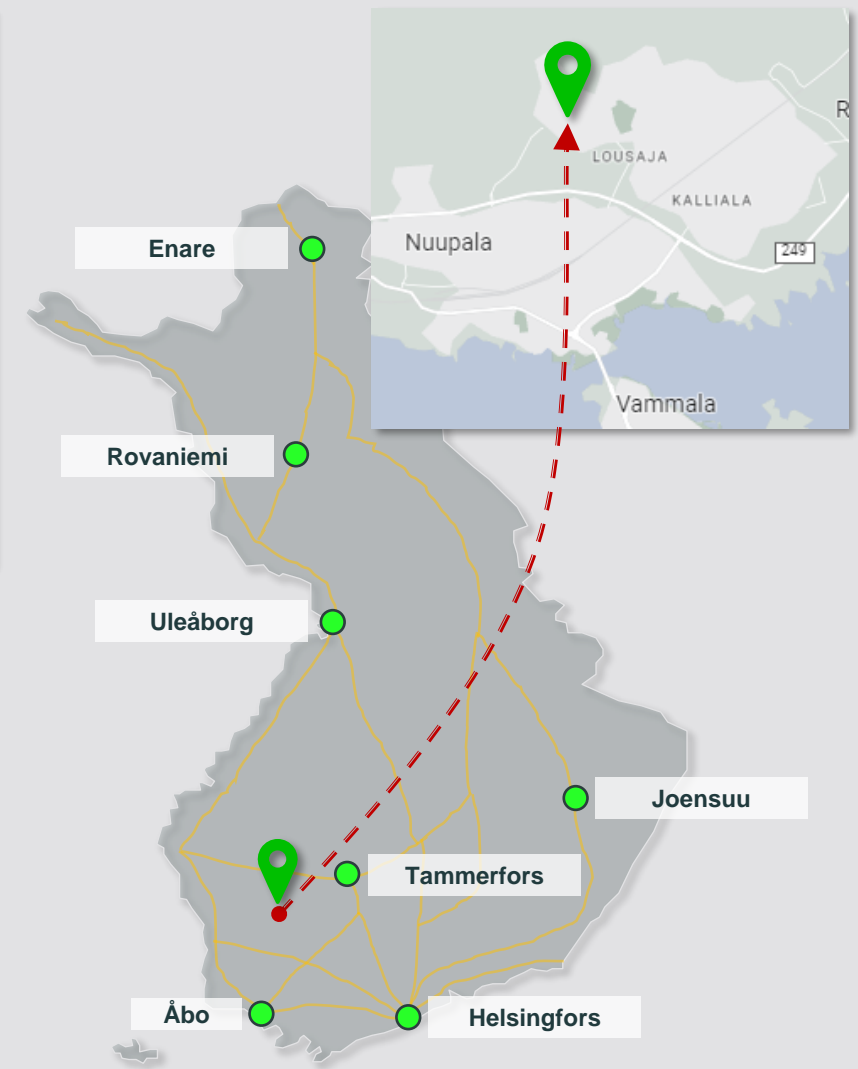 R
LOUSAJA
KALLIALA
Nuupala
249
Vammala
Enare
Rovaniemi
Uleåborg
Joensuu
Tammerfors
Åbo
Helsingfors